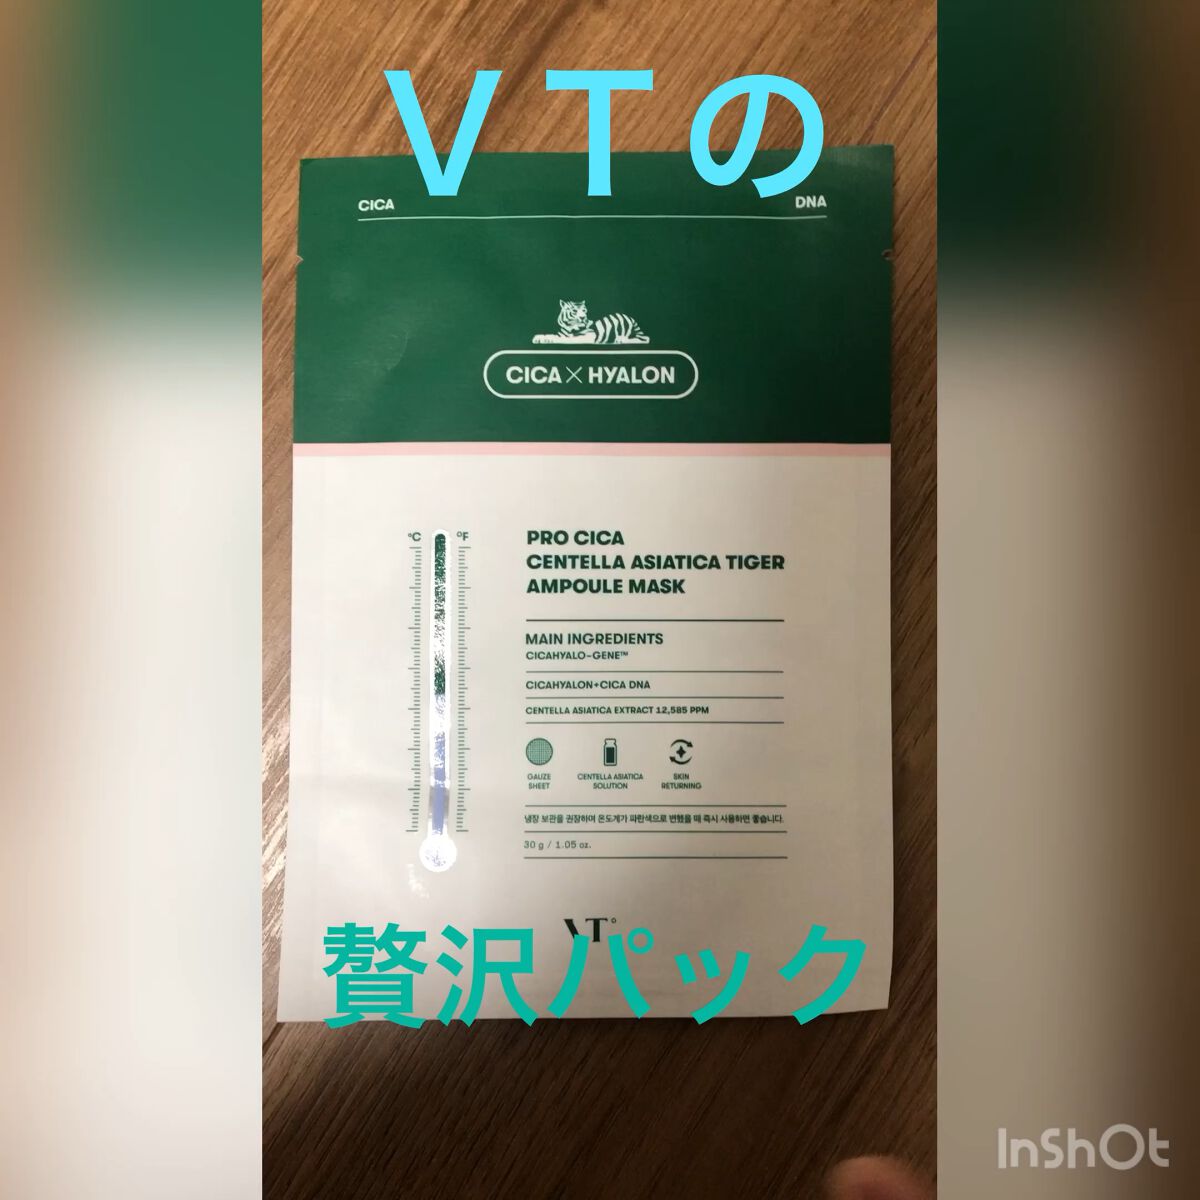 VTの
CICA
DNA
CICA×HYALON
°C
°F
PRO CICA
CENTELLA ASIATICA TIGER
AMPOULE MASK
MAIN INGREDIENTS
CICAHYALO-GENE™
CICAHYALON+CICA DNA
CENTELLA ASIATICA EXTRACT 12,585 PPM
GAUZE
SHEET
CENTELLA ASIATICA
SOLUTION
SKIN
RETURNING
냉장 보관을 권장하며 온도계가 파란색으로 변했을 때 즉시 사용하면 좋습니다.
30 g / 1.05 oz.
VT°
贅沢パック
InShOt